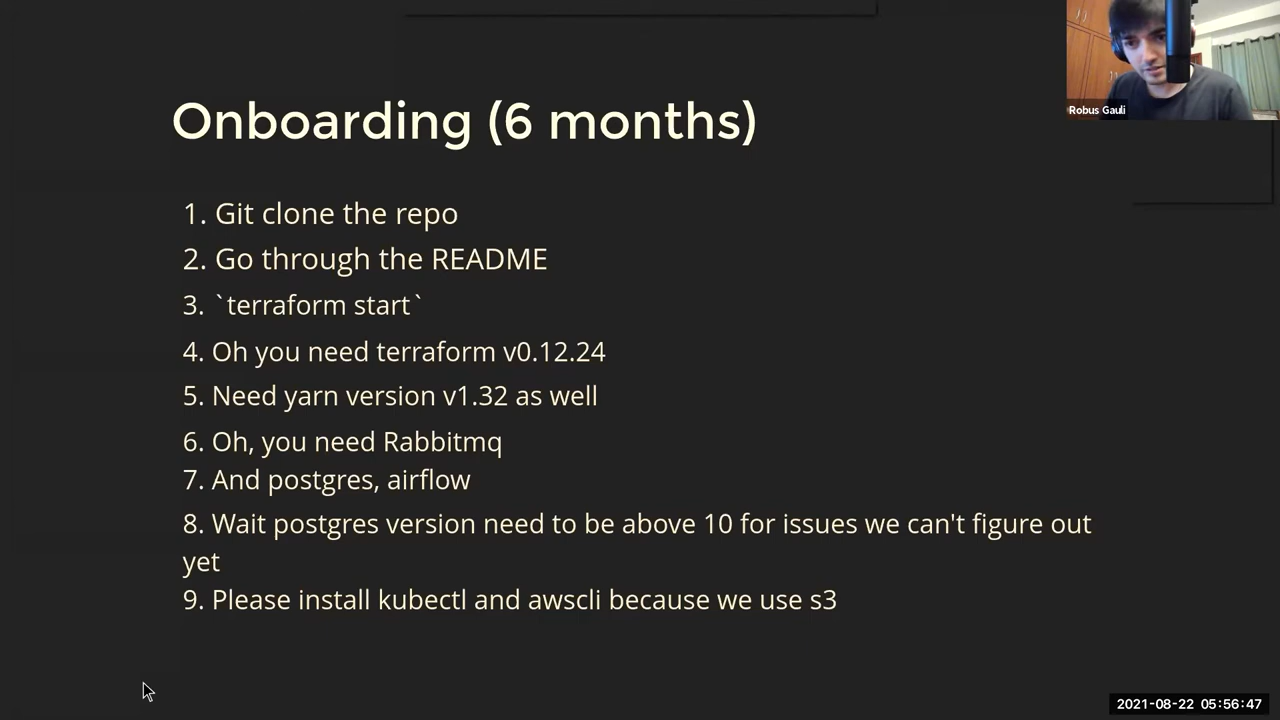 Onboarding (6 months)
1. Git clone the repo
2. Go through the README
3. `terraform start`
4. Oh you need terraform v0.12.24
5. Need yarn version v1.32 as well
6. Oh, you need Rabbitmq
7. And postgres, airflow
8. Wait postgres version need to be above 10 for issues we can't figure out
yet
9. Please install kubectl and awscli because we use s3
Robus Gauli
2021-08-22 05:56:47